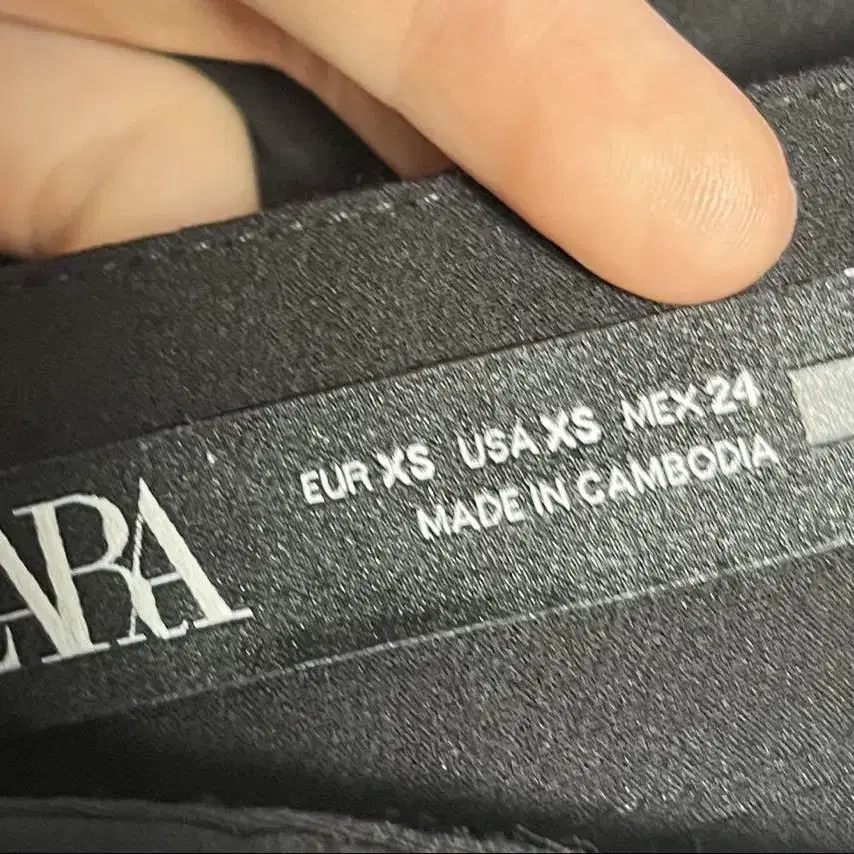 ZARA
EUR XS USA XS MEX 24
MADE IN CAMBODIA